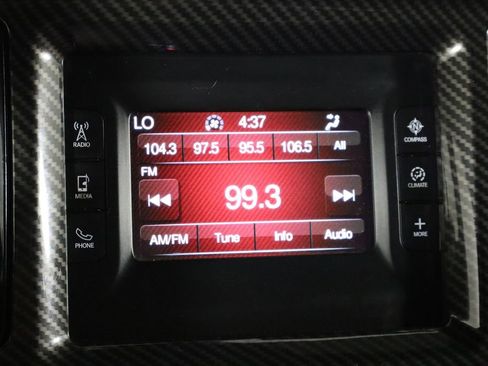 LO 4:37
104.3 97.5 95.5 106.5 All
FM
99.3
AM/FM Tune Info Audio
RADIO
MEDIA
PHONE
N
COMPASS
CLIMATE
MORE